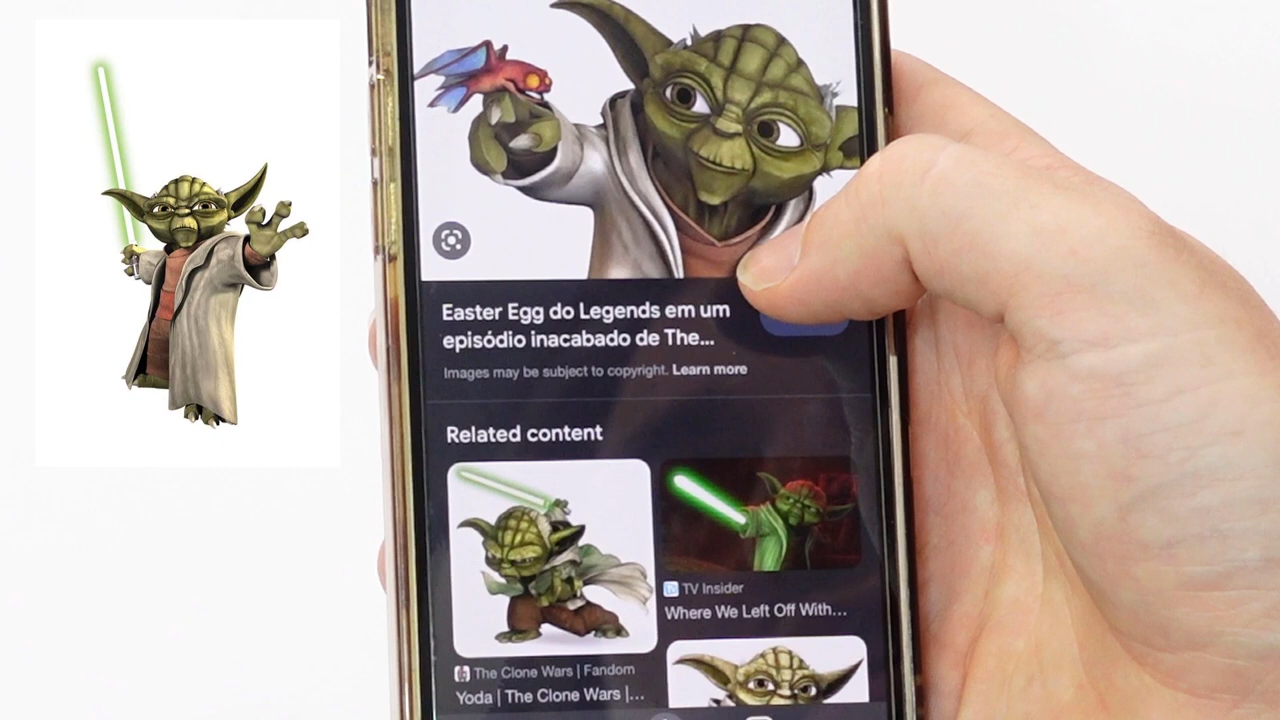 Easter Egg do Legends em um
episódio inacabado de The...
Images may be subject to copyright. Learn more
Related content
TV Insider
Where We Left Off With...
The Clone Wars | Fandom
Yoda | The Clone Wars |...